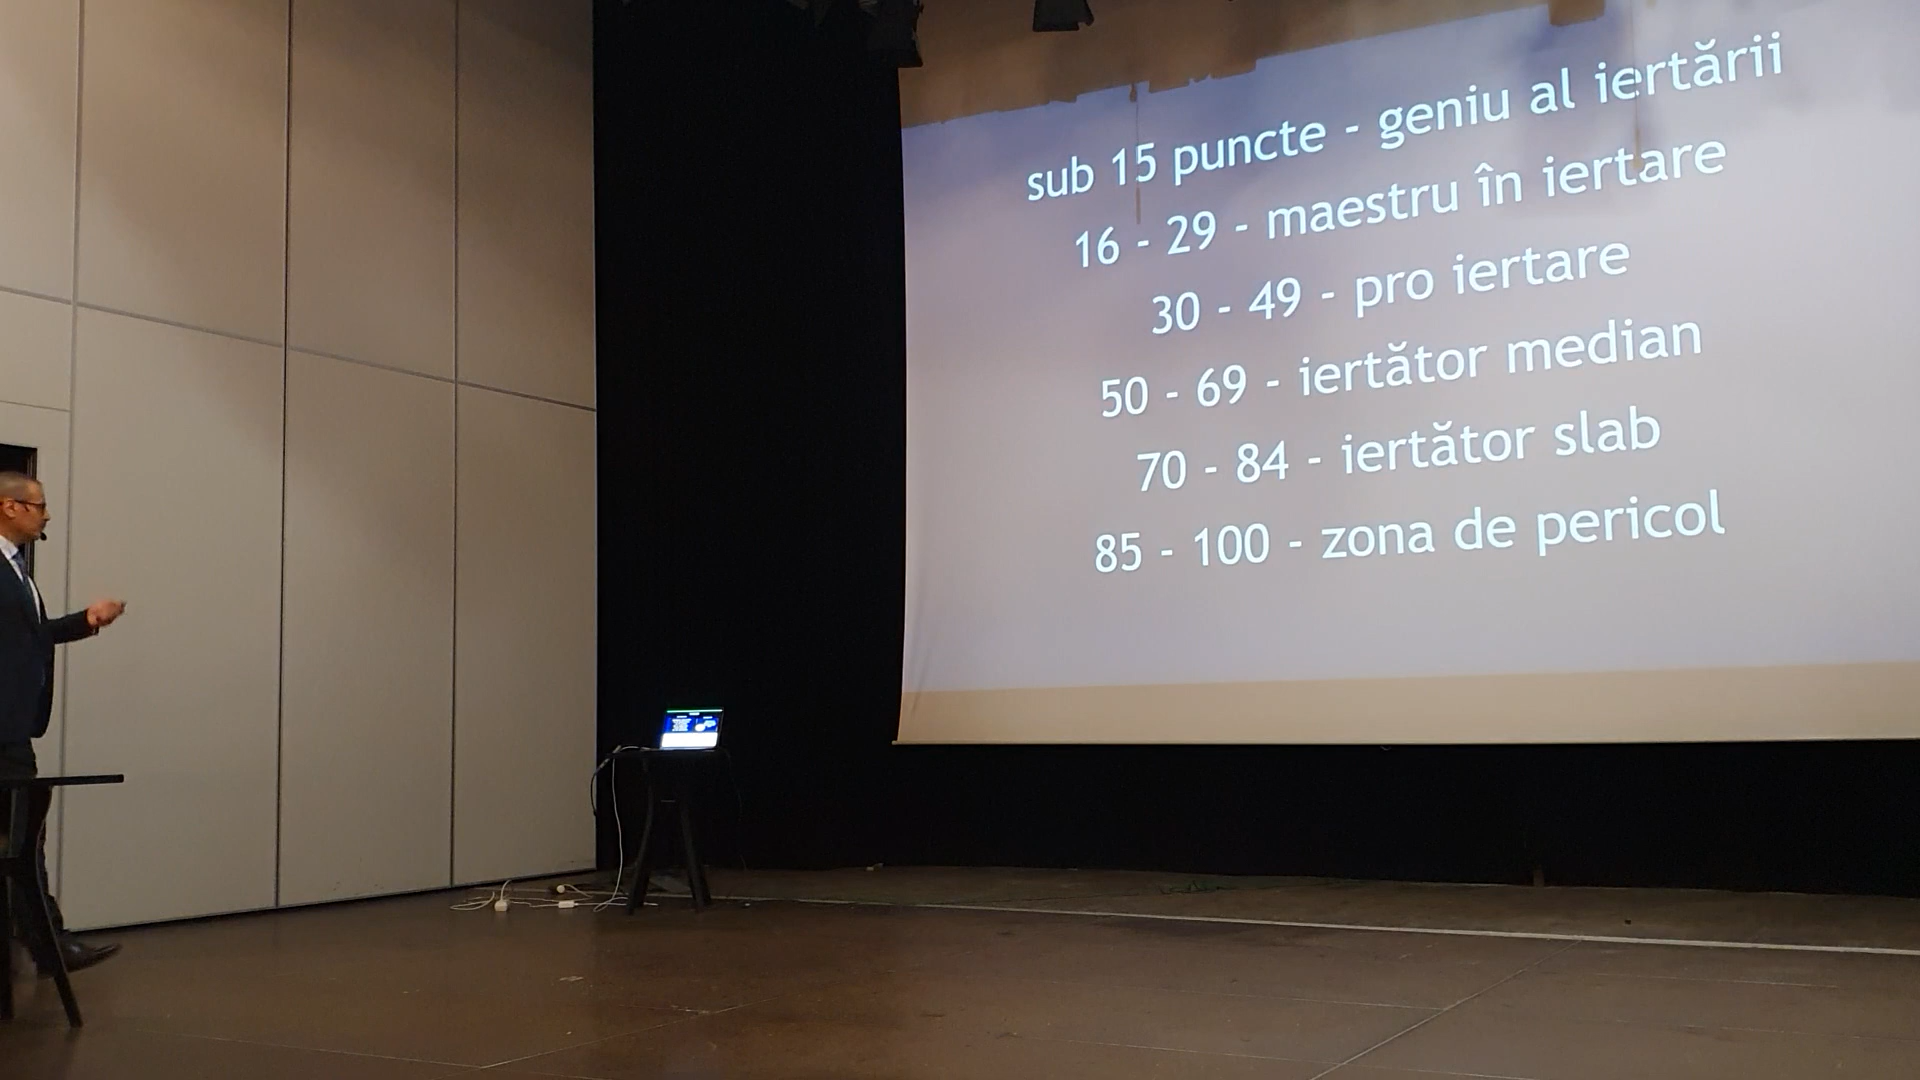 sub 15 puncte - geniu al iertării
16 - 29 - maestru în iertare
30 - 49 - pro iertare
50 - 69 - iertător median
70 - 84 - iertător slab
85 - 100 - zona de pericol